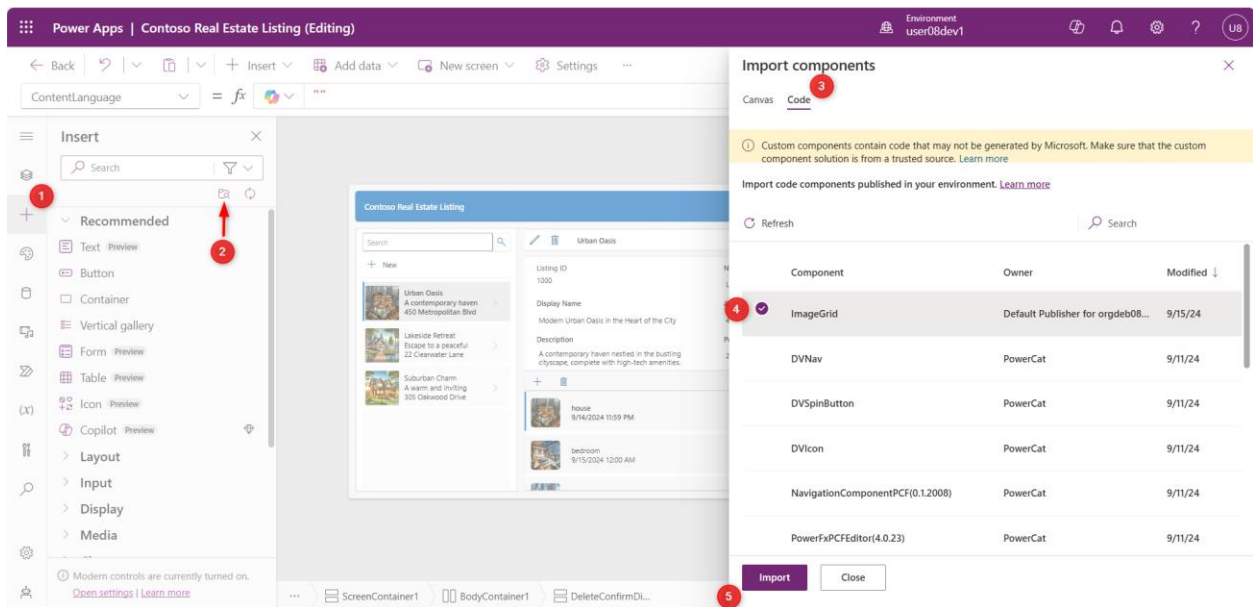 Power Apps | Contoso Real Estate Listing (Editing)
Environment
user08dev1
?
U8
Back
Insert
Add data
New screen
Settings
...
ContentLanguage
=
fx
""
Insert
Search
1
2
Recommended
Text Preview
Button
Container
Vertical gallery
Form Preview
Table Preview
Icon Preview
Copilot Preview
Layout
Input
Display
Media
(x)
Modern controls are currently turned on.
Open settings | Learn more
Contoso Real Estate Listing
Search
New
Urban Oasis
A contemporary haven
450 Metropolitan Blvd
Lakeside Retreat
Escape to a peaceful
22 Clearwater Lane
Suburban Charm
A warm and inviting
305 Oakwood Drive
Urban Oasis
Listing ID
1000
Display Name
Modern Urban Oasis in the Heart of the City
Description
A contemporary haven nestled in the bustling
cityscape, complete with high-tech amenities.
house
9/14/2024 11:59 PM
bedroom
9/15/2024 12:00 AM
...
ScreenContainer1
BodyContainer1
DeleteConfirmDi...
Import components
Canvas Code
3
Custom components contain code that may not be generated by Microsoft. Make sure that the custom
component solution is from a trusted source. Learn more
Import code components published in your environment. Learn more
Refresh
Search
Component Owner Modified ↓
4
ImageGrid Default Publisher for orgdeb08... 9/15/24
DVNav PowerCat 9/11/24
DVSpinButton PowerCat 9/11/24
DVIcon PowerCat 9/11/24
NavigationComponentPCF(0.1.2008) PowerCat 9/11/24
PowerFxPCFEditor(4.0.23) PowerCat 9/11/24
Import
Close
5